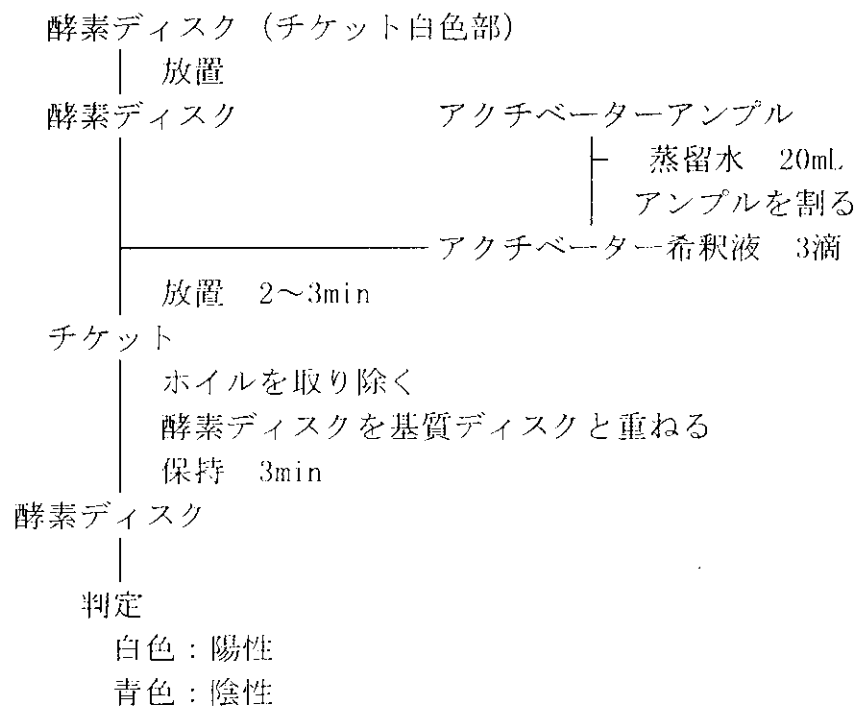 酵素ディスク (チケット白色部)
放置
酵素ディスク アクチベーターアンプル
蒸留水 20mL
アンプルを割る
アクチベーター希釈液 3滴
放置 2～3min
チケット
ホイルを取り除く
酵素ディスクを基質ディスクと重ねる
保持 3min
酵素ディスク
判定
白色：陽性
青色：陰性